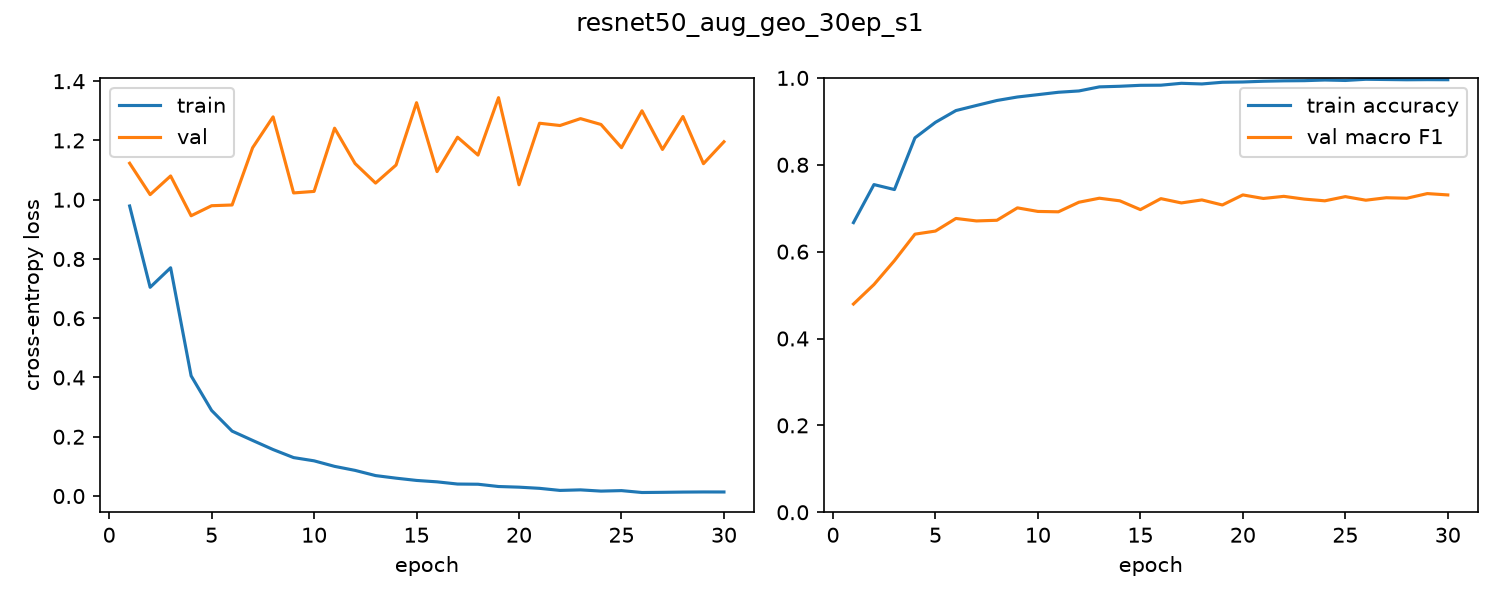 resnet50_aug_geo_30ep_s1
train
val
cross-entropy loss
1.4
1.2
1.0
0.8
0.6
0.4
0.2
0.0
0 5 10 15 20 25 30
epoch
train accuracy
val macro F1
1.0
0.8
0.6
0.4
0.2
0.0
0 5 10 15 20 25 30
epoch